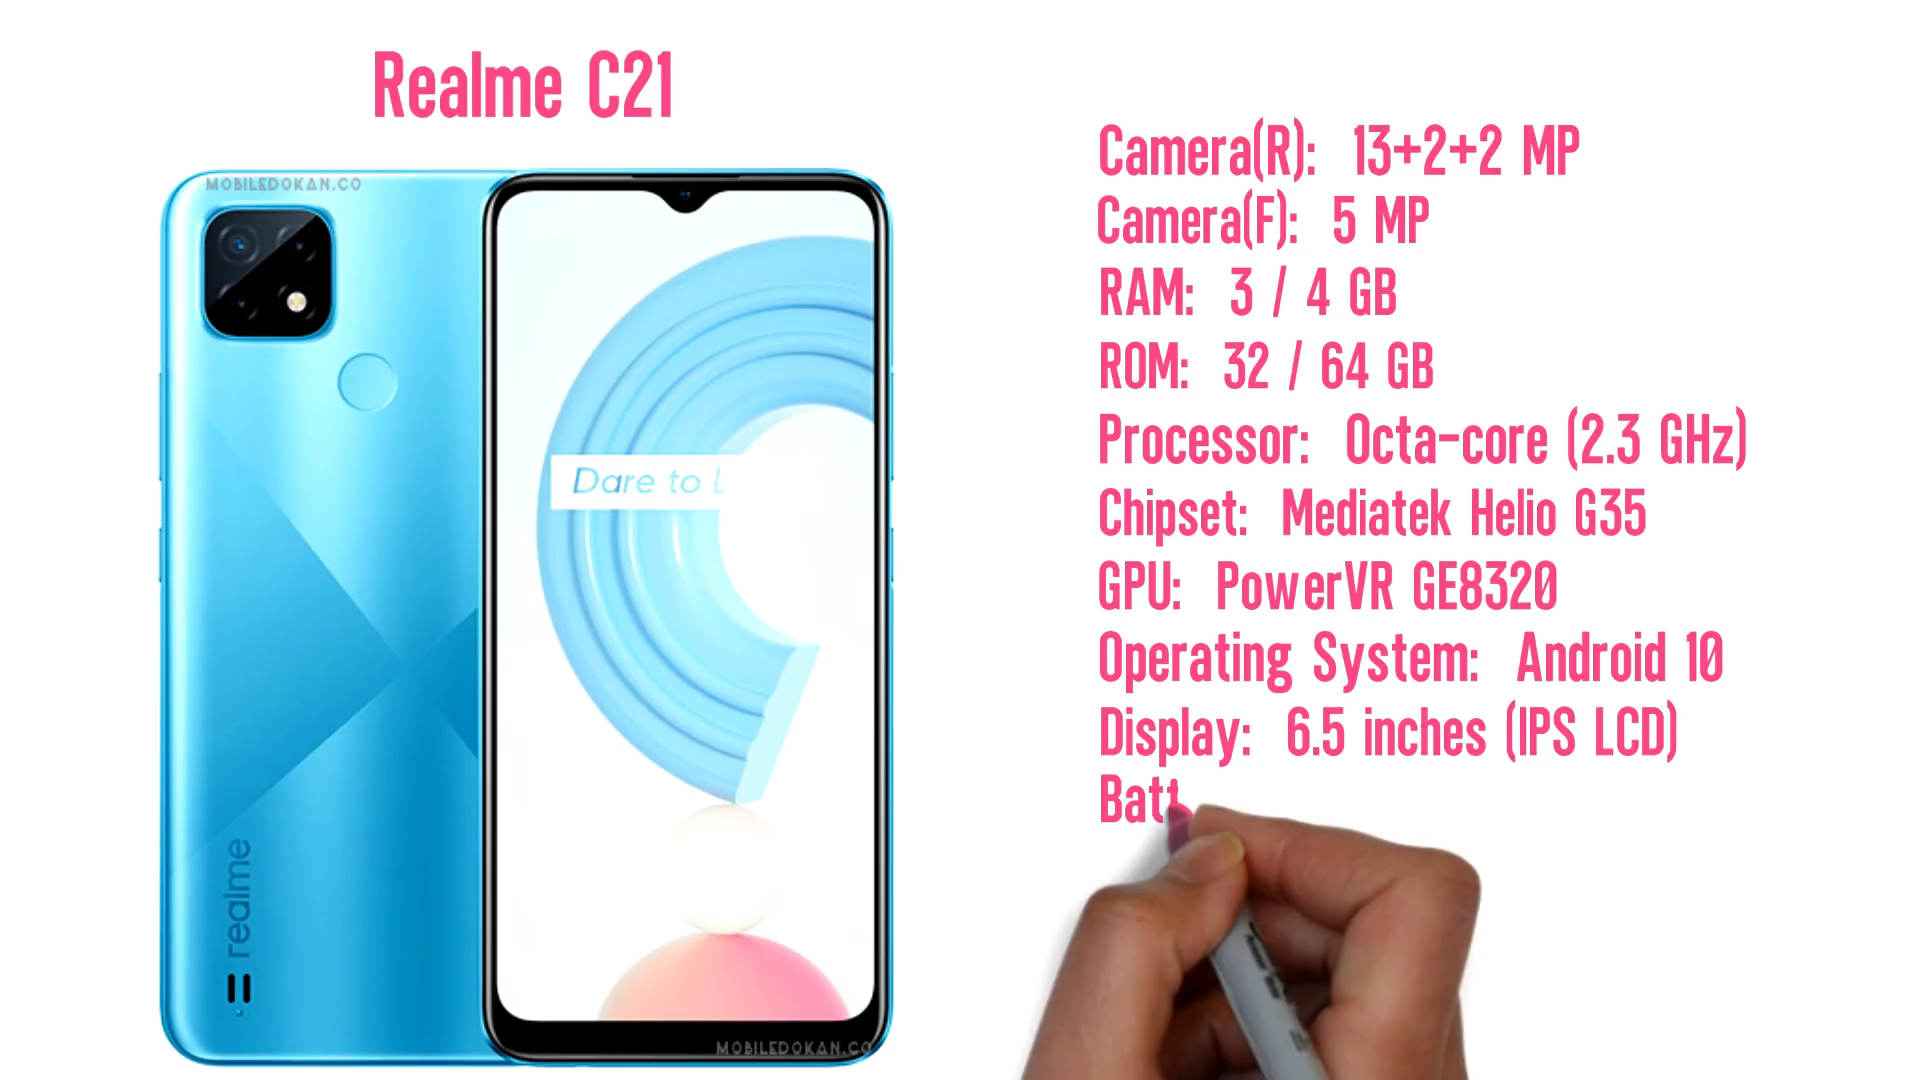 Realme C21
Camera(R): 13+2+2 MP
Camera(F): 5 MP
RAM: 3 / 4 GB
ROM: 32 / 64 GB
Processor: Octa-core (2.3 GHz)
Chipset: Mediatek Helio G35
GPU: PowerVR GE8320
Operating System: Android 10
Display: 6.5 inches (IPS LCD)
Batt
MOBILEDOKAN.CO
Dare to L
realme
MOBILEDOKAN.CO